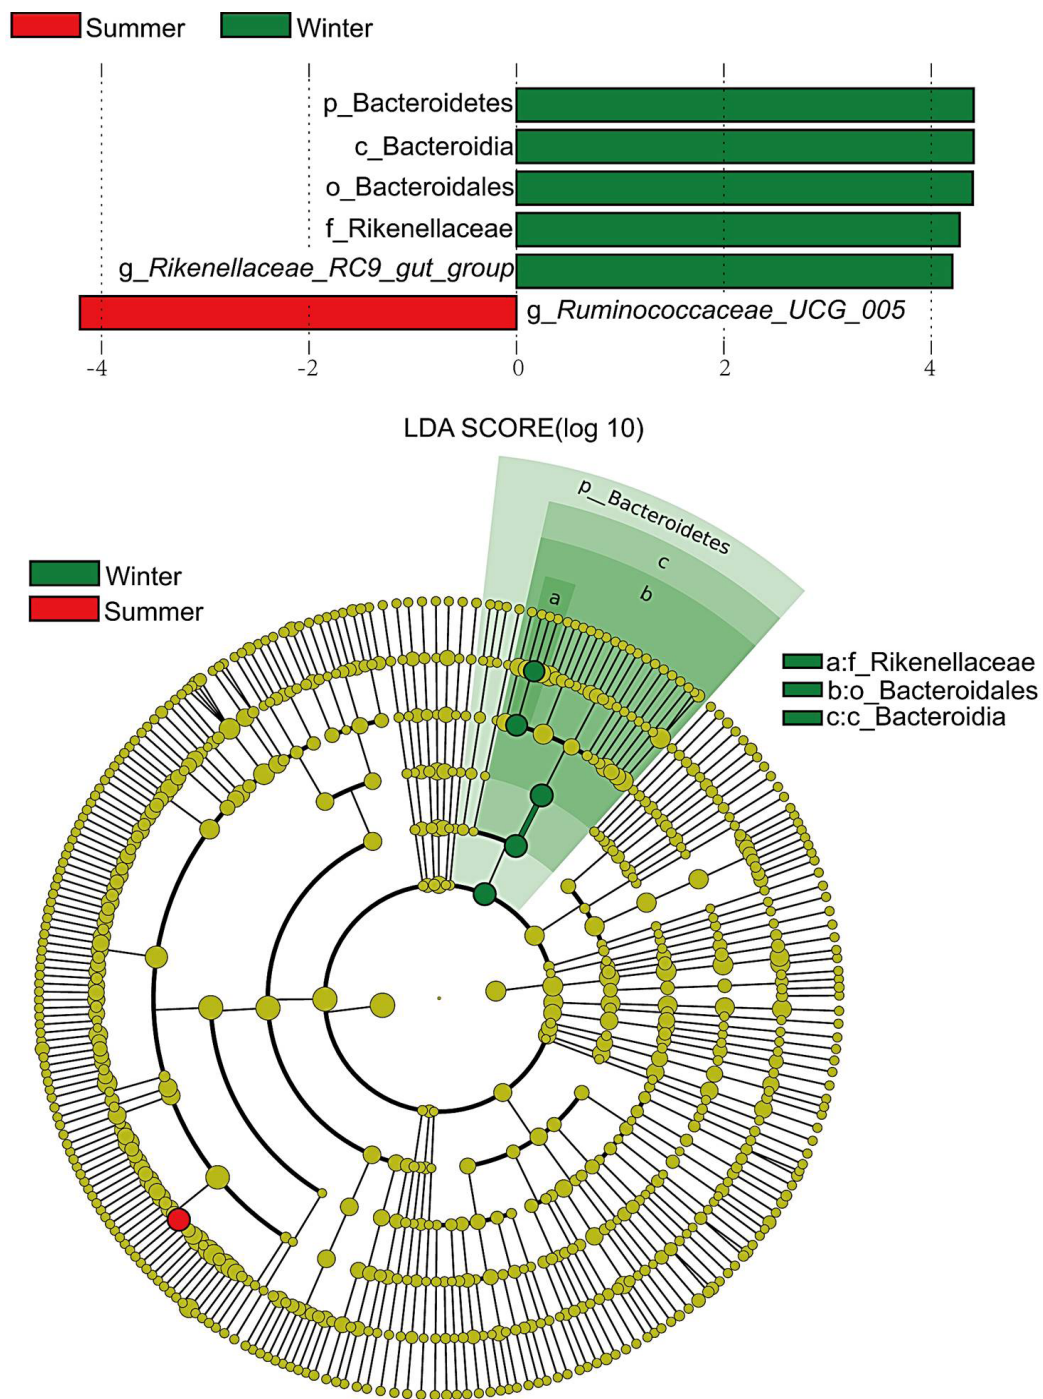 Summer Winter
p_Bacteroidetes
c_Bacteroidia
o_Bacteroidales
f_Rikenellaceae
g_Rikenellaceae_RC9_gut_group
g_Ruminococcaceae_UCG_005
-4 -2 0 2 4
LDA SCORE(log 10)
p__Bacteroidetes
c
b
a
Winter
Summer
a:f_Rikenellaceae
b:o_Bacteroidales
c:c_Bacteroidia